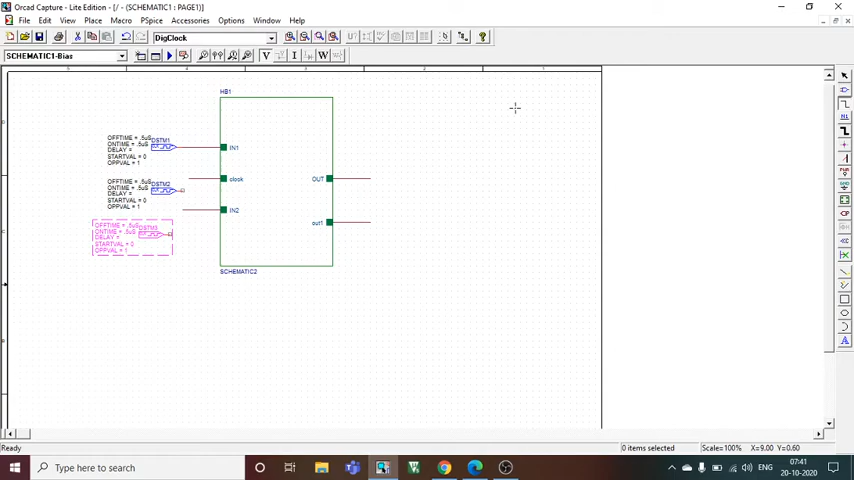 Orcad Capture - Lite Edition - [/ - (SCHEMATIC1 : PAGE1)]
File Edit View Place Macro PSpice Accessories Options Window Help
DigClock
U?
V I W
SCHEMATIC1-Bias
HB1
OFFTIME = .5uS DSTM1
ONTIME = .5uS
DELAY =
STARTVAL = 0
OPPVAL = 1
IN1
clock
OUT
OFFTIME = .5uS DSTM2
ONTIME = .5uS
DELAY =
STARTVAL = 0
OPPVAL = 1
IN2
out1
OFFTIME = .5uS DSTM3
ONTIME = .5uS
DELAY =
STARTVAL = 0
OPPVAL = 1
SCHEMATIC2
Ready
0 items selected
Scale=100%
X=9.00 Y=0.60
Type here to search
ENG
07:41
20-10-2020